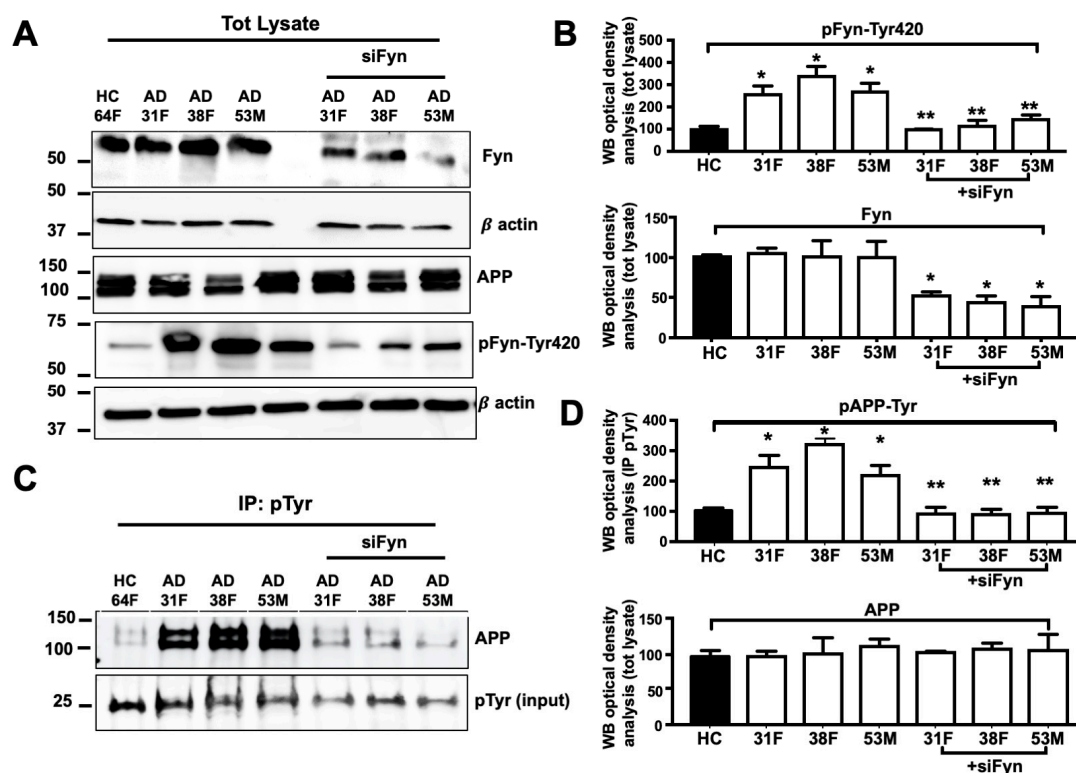 A
Tot Lysate
siFyn
HC AD AD AD AD AD AD
64F 31F 38F 53M 31F 38F 53M
50 Fyn
50
37 β actin
150
100 APP
75
50 pFyn-Tyr420
50
37 β actin
C
IP: pTyr
siFyn
HC AD AD AD AD AD AD
64F 31F 38F 53M 31F 38F 53M
150
100 APP
25 pTyr (input)
B
pFyn-Tyr420
WB optical density
analysis (tot lysate)
500
400
300
200
100
0
* * * ** ** **
HC 31F 38F 53M 31F 38F 53M
+siFyn
Fyn
WB optical density
analysis (tot lysate)
150
100
50
0
* * *
HC 31F 38F 53M 31F 38F 53M
+siFyn
D
pAPP-Tyr
WB optical density
analysis (IP pTyr)
400
300
200
100
0
* * * ** ** **
HC 31F 38F 53M 31F 38F 53M
+siFyn
APP
WB optical density
analysis (tot lysate)
150
100
50
0
HC 31F 38F 53M 31F 38F 53M
+siFyn